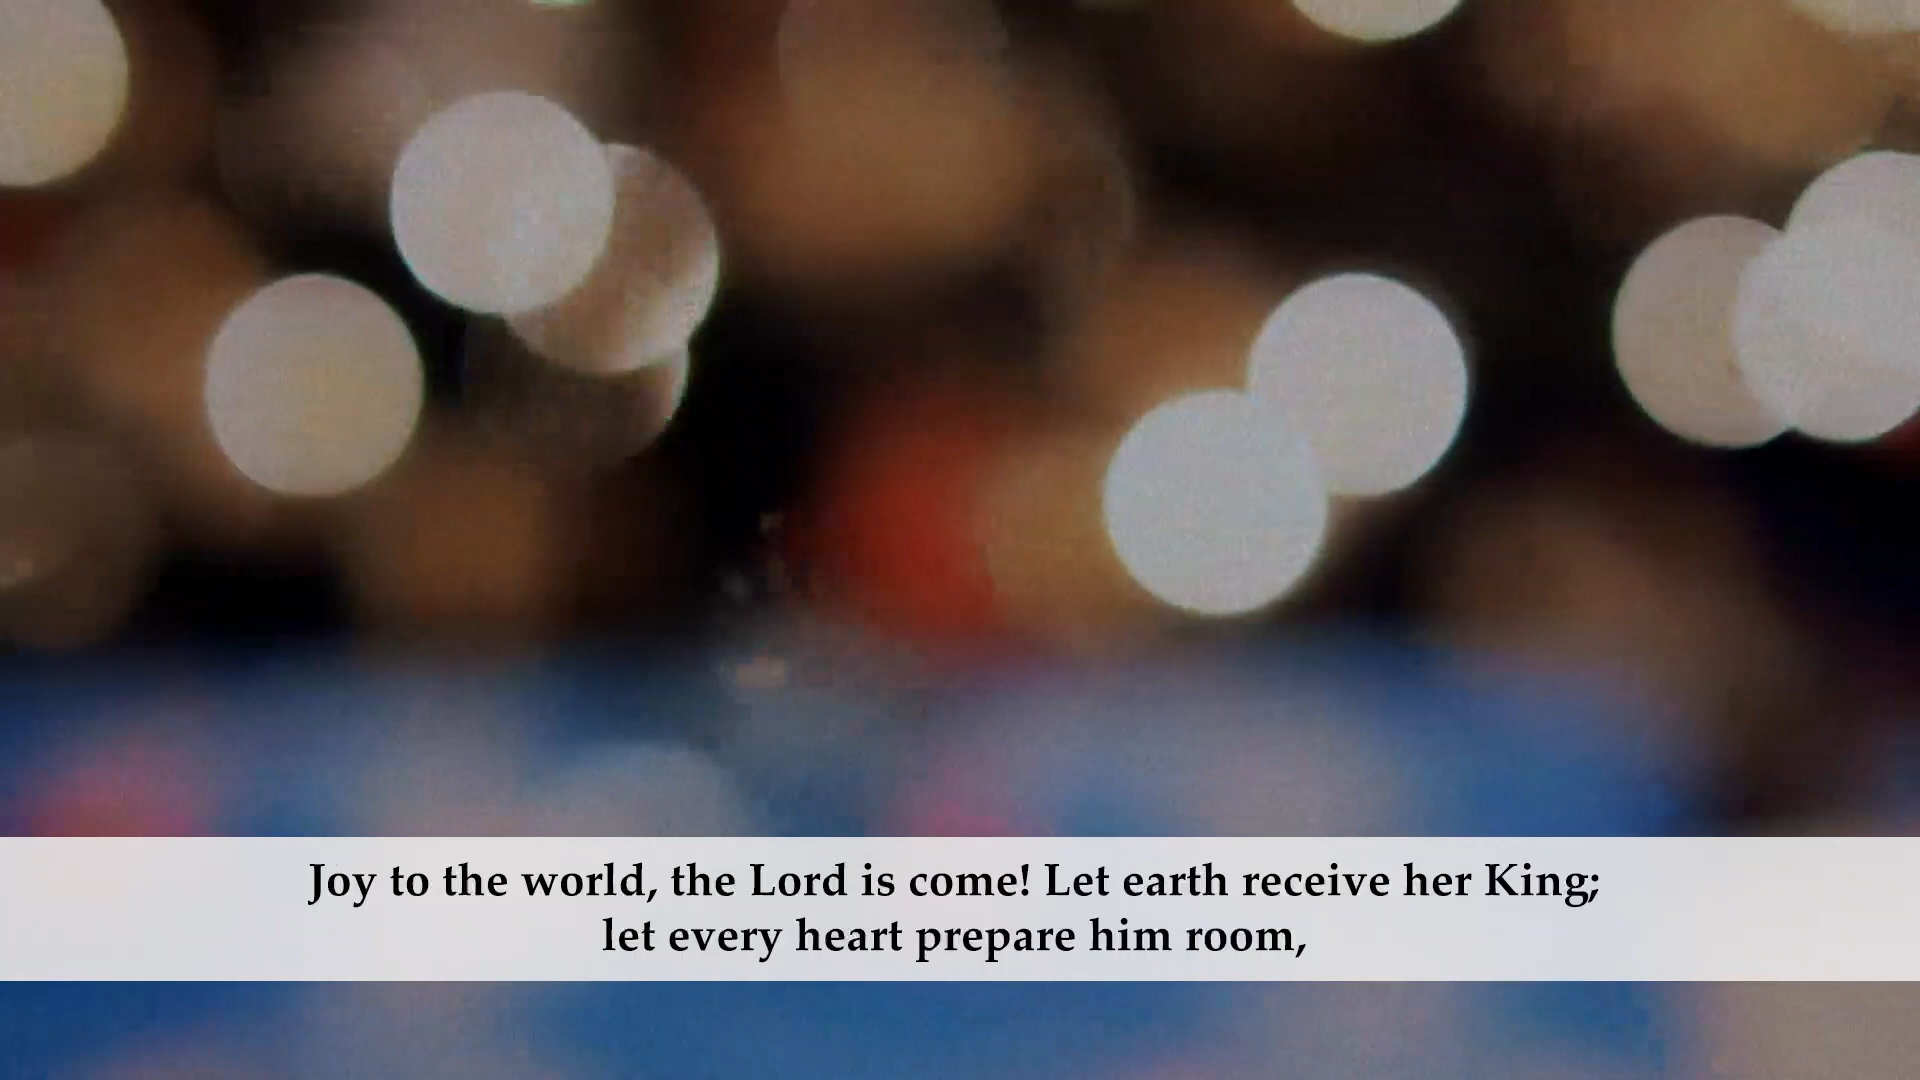 Joy to the world, the Lord is come! Let earth receive her King;
let every heart prepare him room,